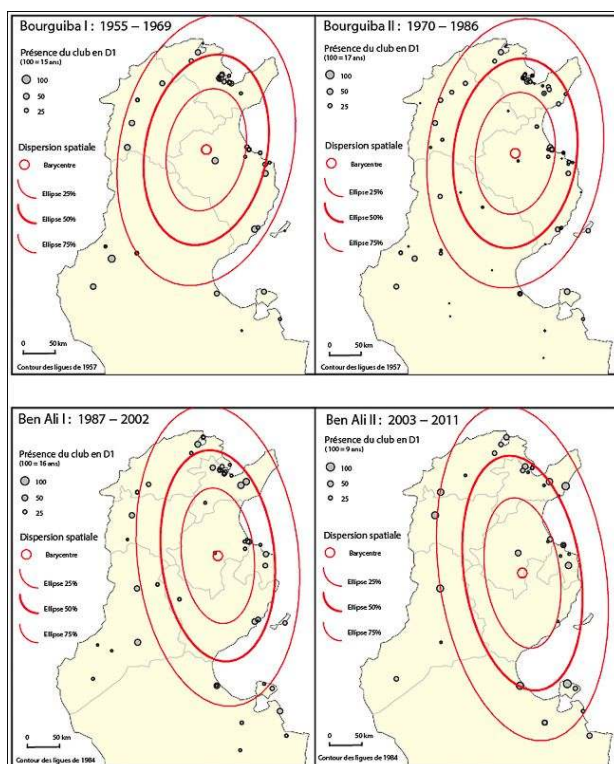 Bourguiba I : 1955 – 1969
Présence du club en D1
(100 = 15 ans)
100
50
25
Dispersion spatiale
Barycentre
Ellipse 25%
Ellipse 50%
Ellipse 75%
0 50 km
Contour des ligues de 1957
Bourguiba II : 1970 – 1986
Présence du club en D1
(100 = 17 ans)
100
50
25
Dispersion spatiale
Barycentre
Ellipse 25%
Ellipse 50%
Ellipse 75%
0 50 km
Contour des ligues de 1957
Ben Ali I : 1987 – 2002
Présence du club en D1
(100 = 16 ans)
100
50
25
Dispersion spatiale
Barycentre
Ellipse 25%
Ellipse 50%
Ellipse 75%
0 50 km
Contour des ligues de 1984
Ben Ali II : 2003 – 2011
Présence du club en D1
(100 = 9 ans)
100
50
25
Dispersion spatiale
Barycentre
Ellipse 25%
Ellipse 50%
Ellipse 75%
0 50 km
Contour des ligues de 1984